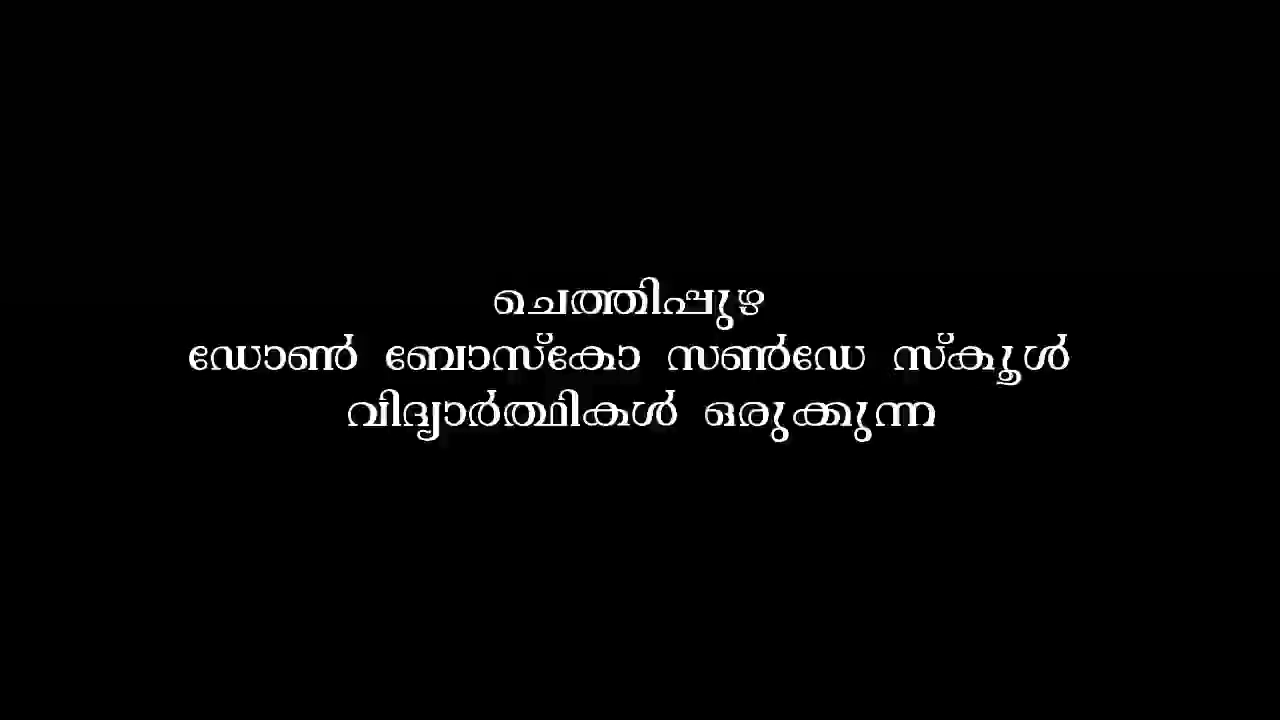 ചെത്തിപ്പുഴ
ഡോൺ ബോസ്കോ സൺഡേ സ്കൂൾ
വിദ്യാർത്ഥികൾ ഒരുക്കുന്ന